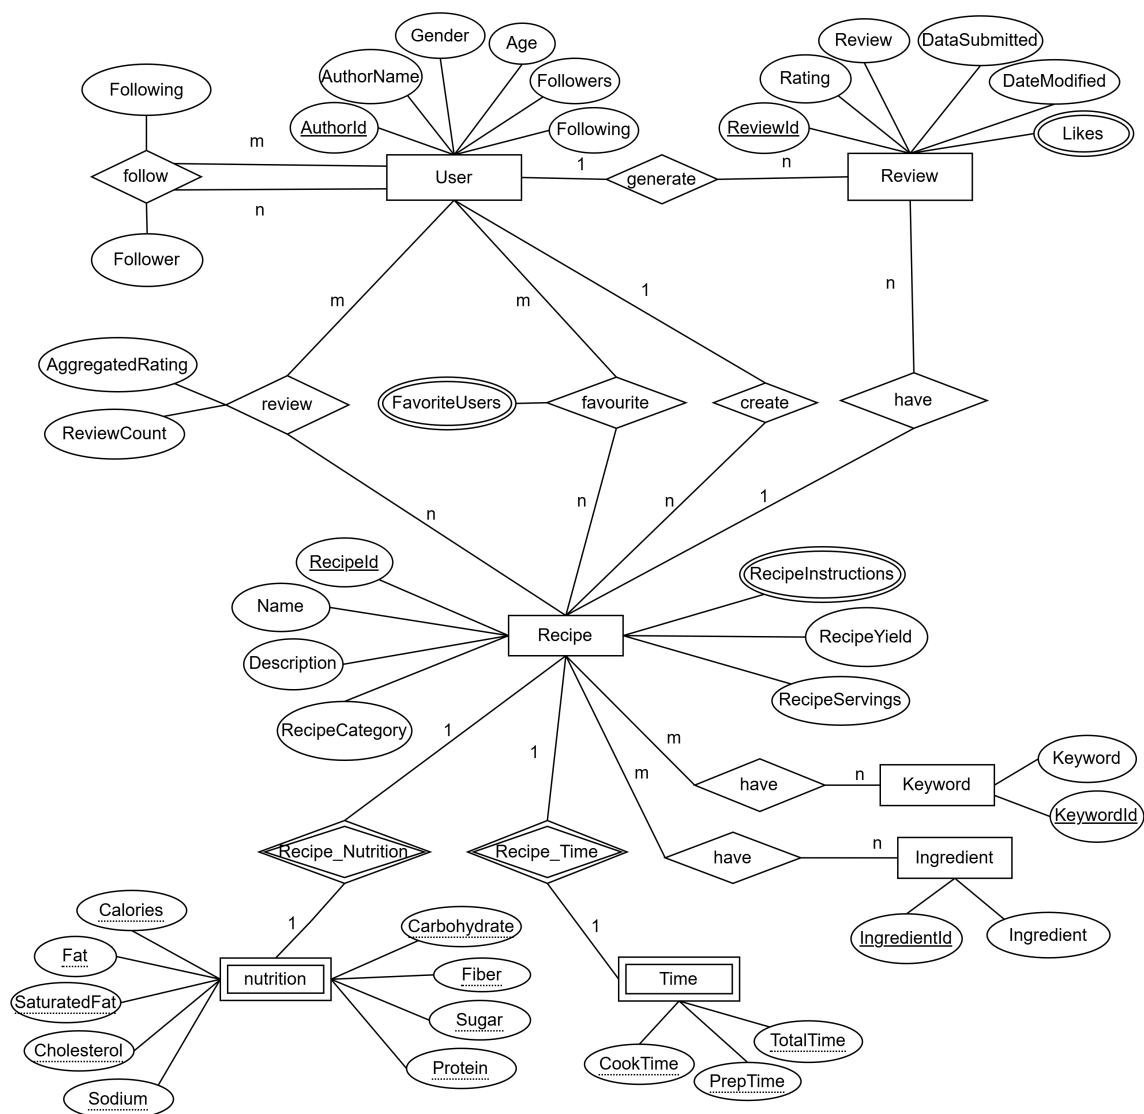 Gender
Age
Review
DataSubmitted
AuthorName
Followers
Rating
DateModified
Following
AuthorId
Following
ReviewId
Likes
m
1
n
follow
User
generate
Review
n
Follower
n
m
m
1
AggregatedRating
review
FavoriteUsers
favourite
create
have
ReviewCount
n
n
n
1
RecipeId
RecipeInstructions
Name
Recipe
RecipeYield
Description
RecipeServings
RecipeCategory
1
1
m
m
Keyword
have
n
Keyword
KeywordId
Recipe_Nutrition
Recipe_Time
have
n
Ingredient
Calories
1
Carbohydrate
1
IngredientId
Ingredient
Fat
nutrition
Fiber
Time
SaturatedFat
Sugar
Cholesterol
TotalTime
Protein
CookTime
PrepTime
Sodium